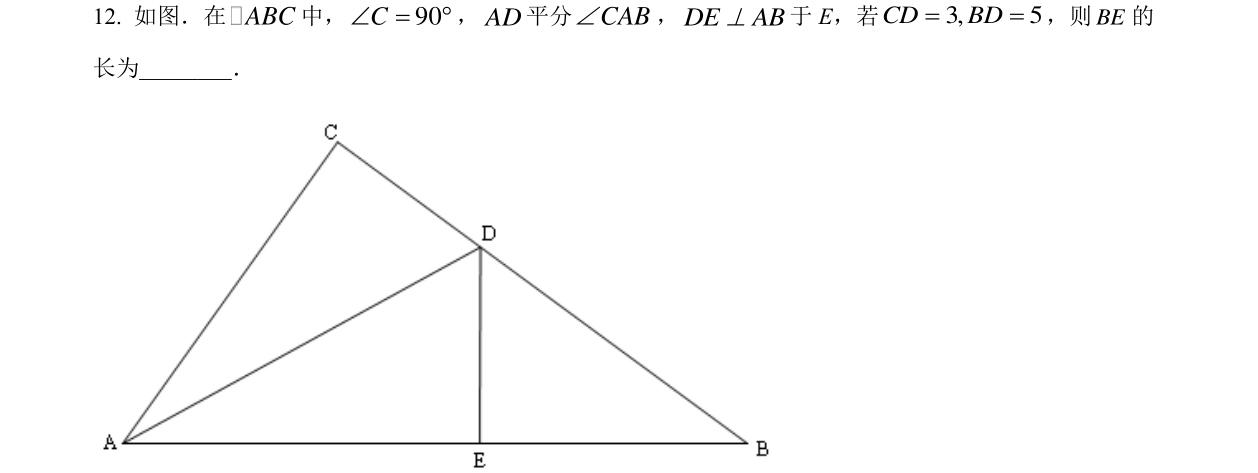 12. 如图．在□ABC中，∠C=90°，AD平分∠CAB，DE⊥AB于E，若CD=3,BD=5，则BE的
长为________．
C
D
A
B
E